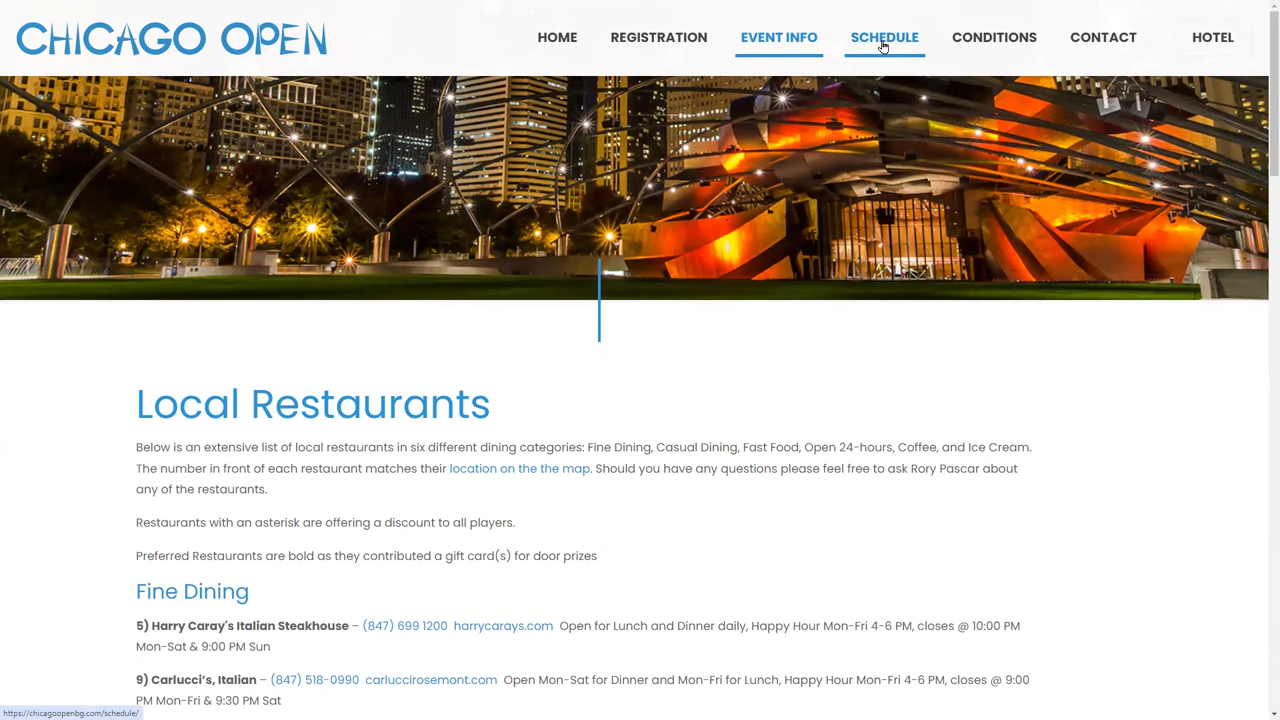 CHICAGO OPEN
HOME REGISTRATION EVENT INFO SCHEDULE CONDITIONS CONTACT HOTEL
Local Restaurants
Below is an extensive list of local restaurants in six different dining categories: Fine Dining, Casual Dining, Fast Food, Open 24-hours, Coffee, and Ice Cream.
The number in front of each restaurant matches their location on the the map. Should you have any questions please feel free to ask Rory Pascar about
any of the restaurants.
Restaurants with an asterisk are offering a discount to all players.
Preferred Restaurants are bold as they contributed a gift card(s) for door prizes
Fine Dining
5) Harry Caray's Italian Steakhouse – (847) 699 1200 harrycarays.com Open for Lunch and Dinner daily, Happy Hour Mon-Fri 4-6 PM, closes @ 10:00 PM
Mon-Sat & 9:00 PM Sun
9) Carlucci's, Italian – (847) 518-0990 carluccirosemont.com Open Mon-Sat for Dinner and Mon-Fri for Lunch, Happy Hour Mon-Fri 4-6 PM, closes @ 9:00
PM Mon-Fri & 9:30 PM Sat
https://chicagoopenbg.com/schedule/